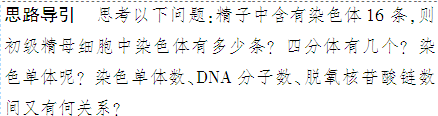 思路导引 思考以下问题:精子中含有染色体16条,则
初级精母细胞中染色体有多少条?四分体有几个?染
色单体呢?染色单体数、DNA分子数、脱氧核苷酸链数
间又有何关系?